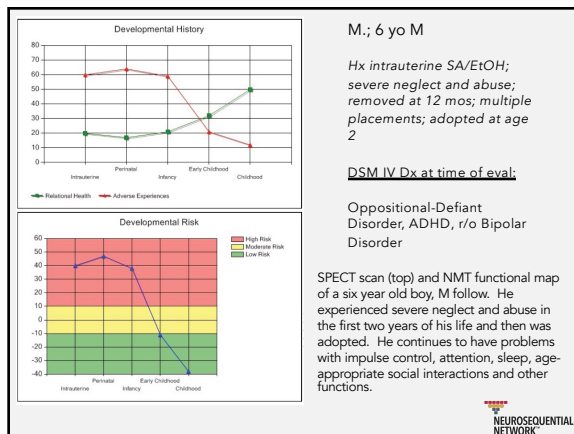 Developmental History
80
70
60
50
40
30
20
10
0
Intrauterine
Perinatal
Infancy
Early Childhood
Childhood
Relational Health
Adverse Experiences
Developmental Risk
60
50
40
30
20
10
0
-10
-20
-30
-40
Intrauterine
Perinatal
Infancy
Early Childhood
Childhood
High Risk
Moderate Risk
Low Risk
M.; 6 yo M
Hx intrauterine SA/EtOH;
severe neglect and abuse;
removed at 12 mos; multiple
placements; adopted at age
2
DSM IV Dx at time of eval:
Oppositional-Defiant
Disorder, ADHD, r/o Bipolar
Disorder
SPECT scan (top) and NMT functional map
of a six year old boy, M follow. He
experienced severe neglect and abuse in
the first two years of his life and then was
adopted. He continues to have problems
with impulse control, attention, sleep, age-
appropriate social interactions and other
functions.
NEUROSEQUENTIAL
NETWORK™